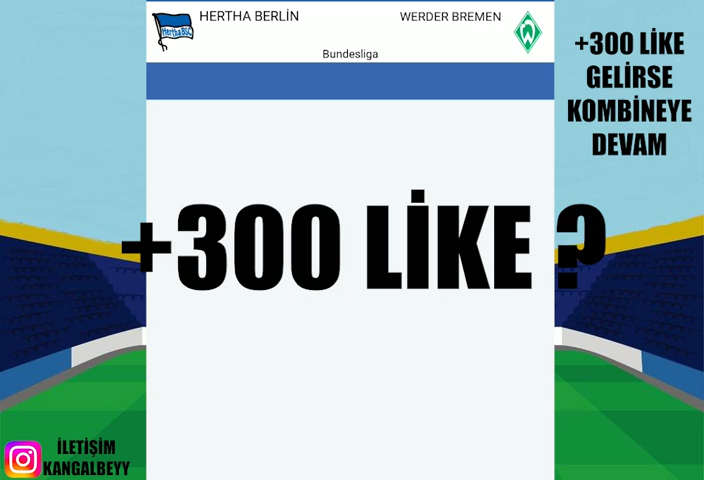 HERTHA BERLİN
WERDER BREMEN
HerthaBSC
W
Bundesliga
+300 LİKE
GELİRSE
KOMBİNEYE
DEVAM
+300 LİKE ?
İLETİŞİM
KANGALBEYY